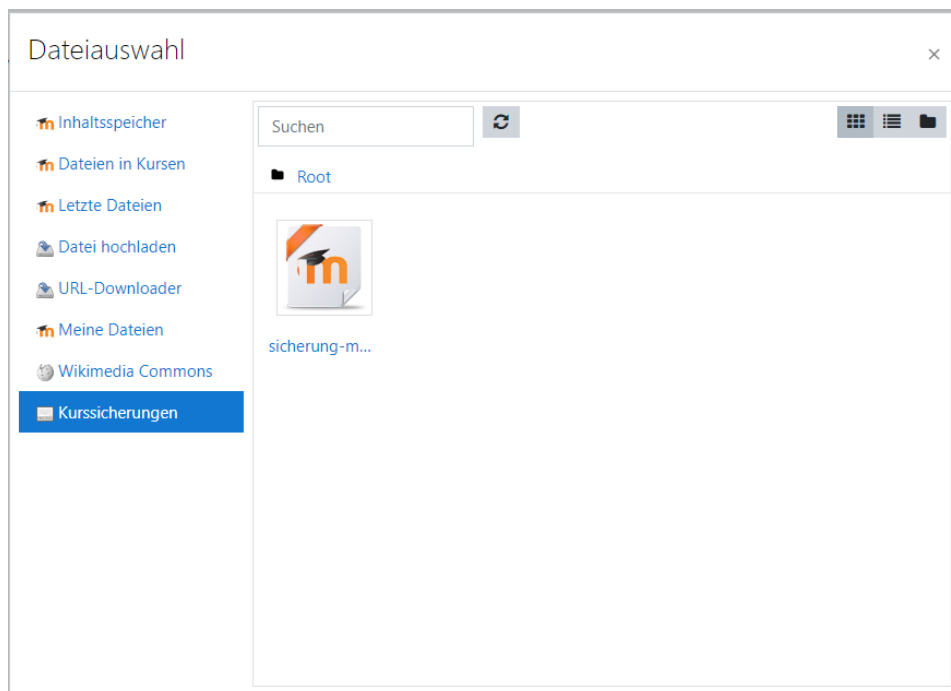 Dateiauswahl
×
Inhaltsspeicher
Dateien in Kursen
Letzte Dateien
Datei hochladen
URL-Downloader
Meine Dateien
Wikimedia Commons
Kurssicherungen
Suchen
Root
m
sicherung-m...